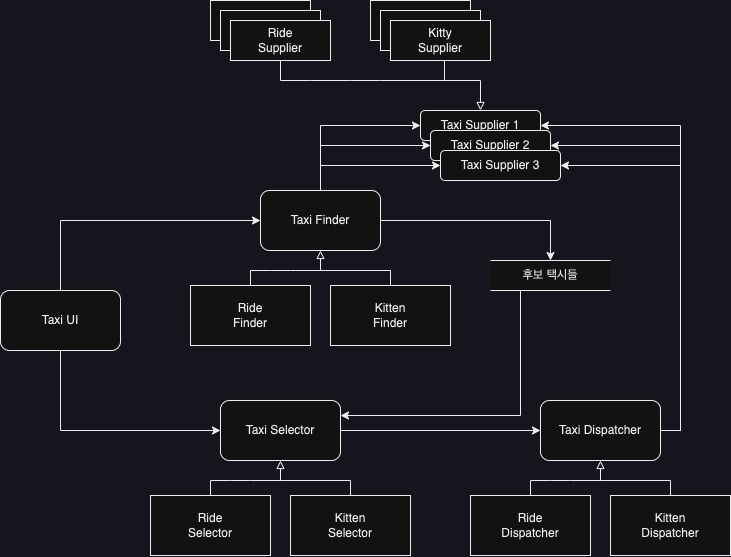 Ride
Supplier
Kitty
Supplier
Taxi Supplier 1
Taxi Supplier 2
Taxi Supplier 3
Taxi Finder
후보 택시들
Ride
Finder
Kitten
Finder
Taxi UI
Taxi Selector
Taxi Dispatcher
Ride
Selector
Kitten
Selector
Ride
Dispatcher
Kitten
Dispatcher